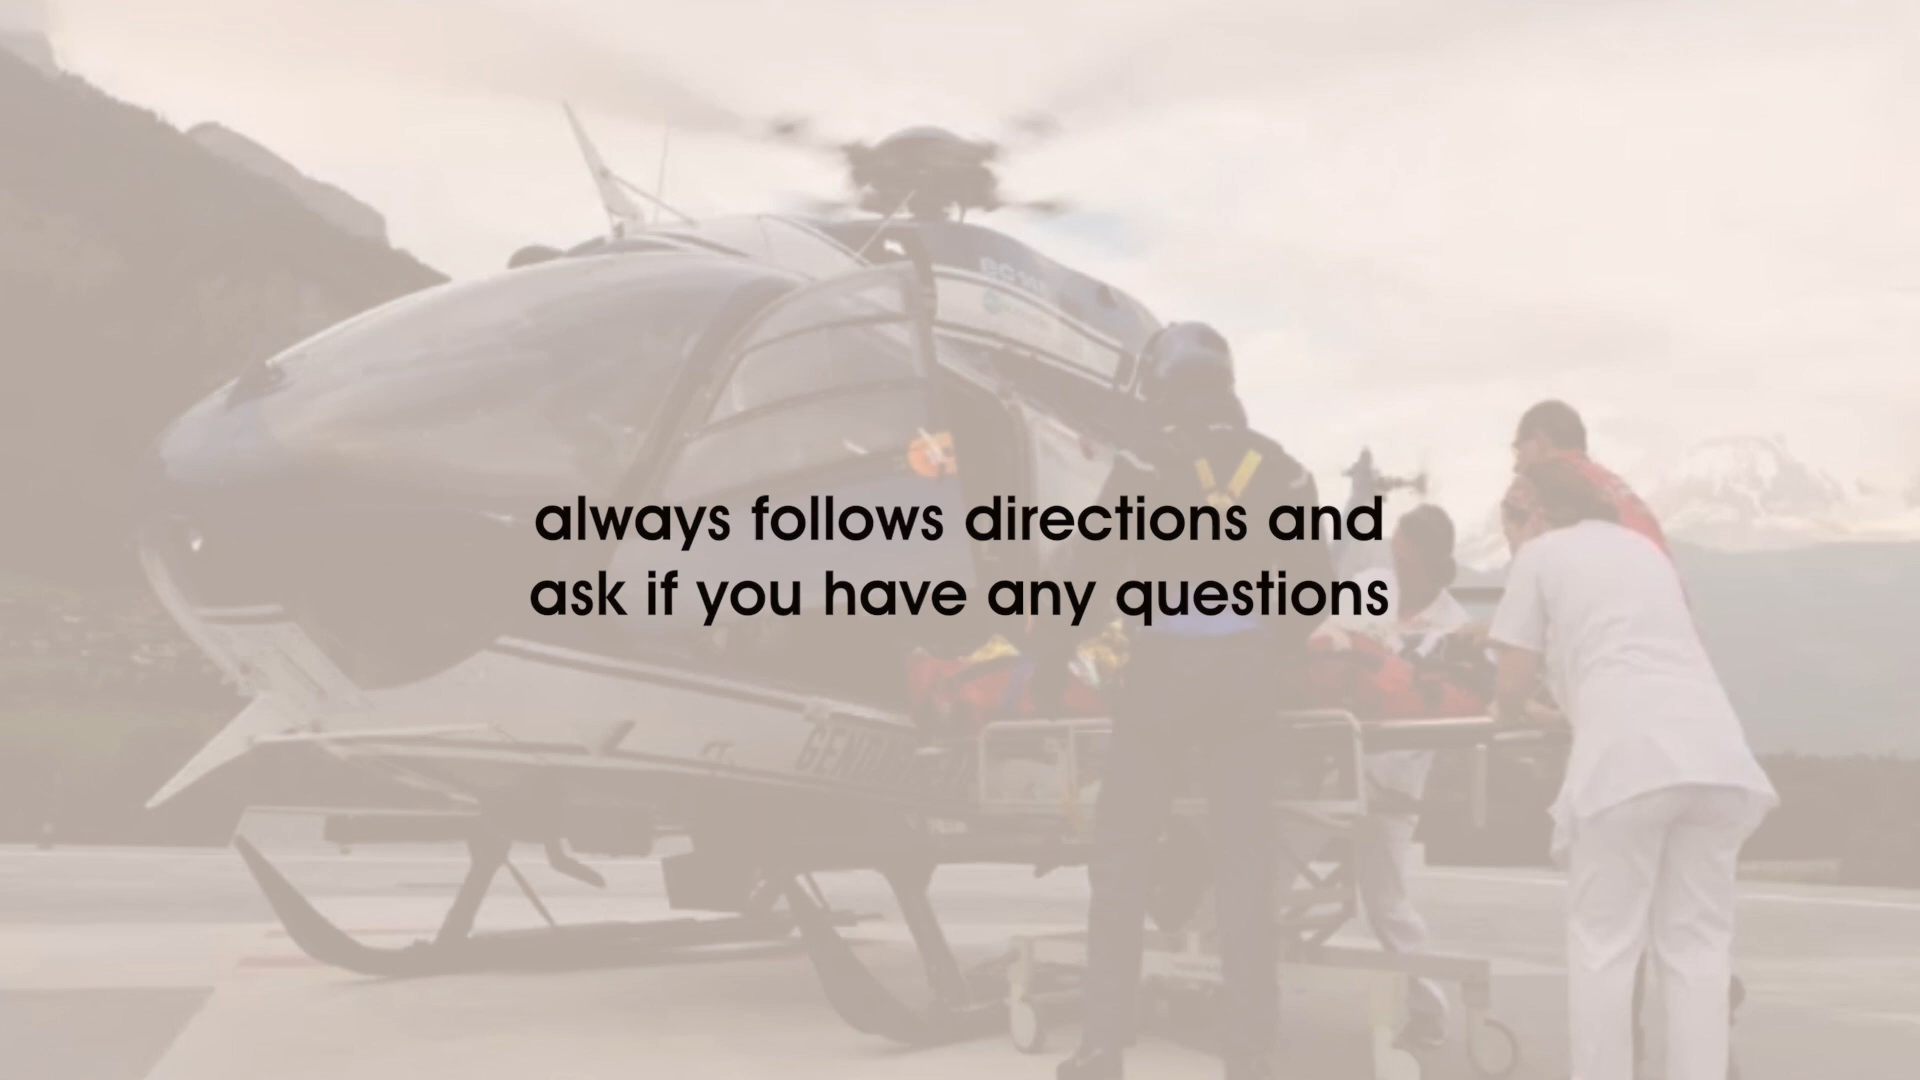 always follows directions and
ask if you have any questions